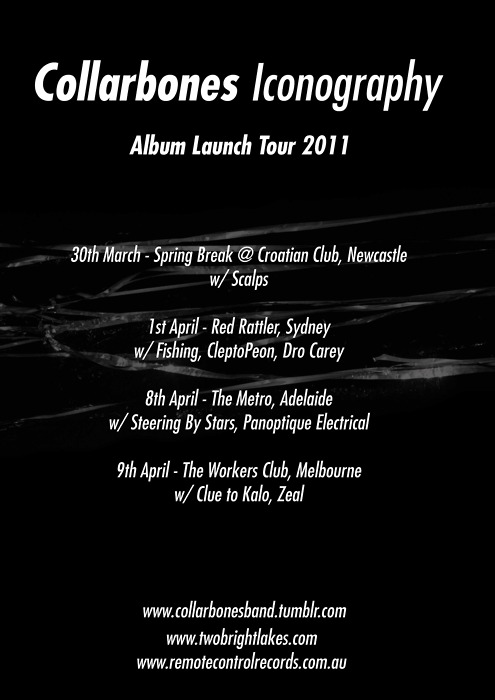 Collarbones Iconography
Album Launch Tour 2011
30th March - Spring Break @ Croatian Club, Newcastle
w/ Scalps
1st April - Red Rattler, Sydney
w/ Fishing, CleptoPeon, Dro Carey
8th April - The Metro, Adelaide
w/ Steering By Stars, Panoptique Electrical
9th April - The Workers Club, Melbourne
w/ Clue to Kalo, Zeal
www.collarbonesband.tumblr.com
www.twobrightlakes.com
www.remotecontrolrecords.com.au